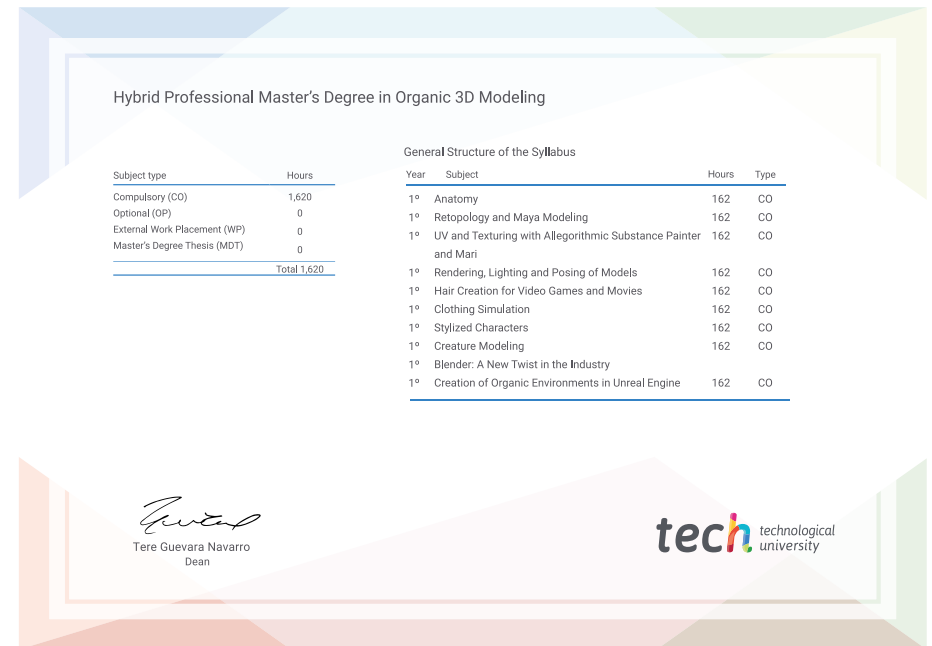 Hybrid Professional Master's Degree in Organic 3D Modeling
Subject type Hours
Compulsory (CO) 1,620
Optional (OP) 0
External Work Placement (WP) 0
Master's Degree Thesis (MDT) 0
Total 1,620
General Structure of the Syllabus
Year Subject Hours Type
1º Anatomy 162 CO
1º Retopology and Maya Modeling 162 CO
1º UV and Texturing with Allegorithmic Substance Painter 162 CO
and Mari
1º Rendering, Lighting and Posing of Models 162 CO
1º Hair Creation for Video Games and Movies 162 CO
1º Clothing Simulation 162 CO
1º Stylized Characters 162 CO
1º Creature Modeling 162 CO
1º Blender: A New Twist in the Industry
1º Creation of Organic Environments in Unreal Engine 162 CO
Tere Guevara Navarro
Dean
tech technological
university